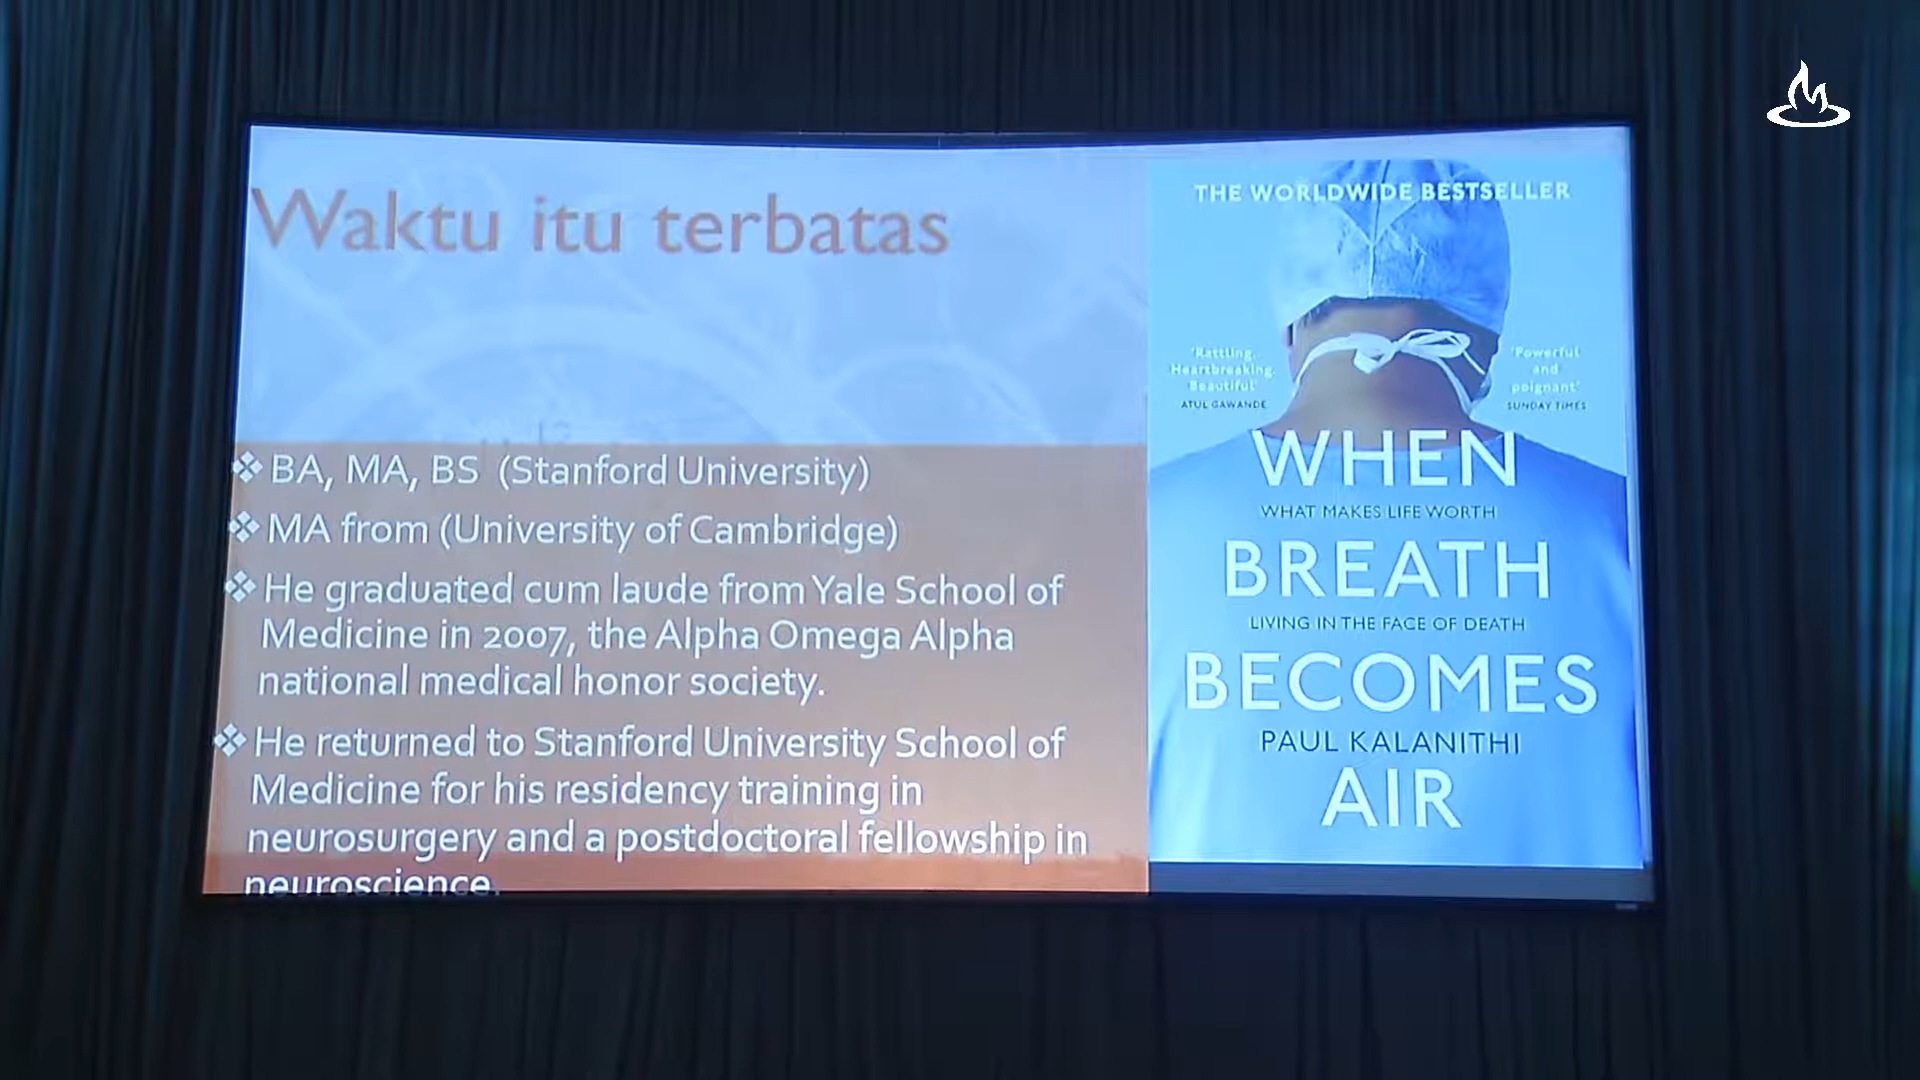 Waktu itu terbatas
BA, MA, BS (Stanford University)
MA from (University of Cambridge)
He graduated cum laude from Yale School of
Medicine in 2007, the Alpha Omega Alpha
national medical honor society.
He returned to Stanford University School of
Medicine for his residency training in
neurosurgery and a postdoctoral fellowship in
neuroscience.
THE WORLDWIDE BESTSELLER
'Rattling.
Heartbreaking.
Beautiful'
ATUL GAWANDE
'Powerful
and
poignant'
SUNDAY TIMES
WHEN
WHAT MAKES LIFE WORTH
BREATH
LIVING IN THE FACE OF DEATH
BECOMES
PAUL KALANITHI
AIR